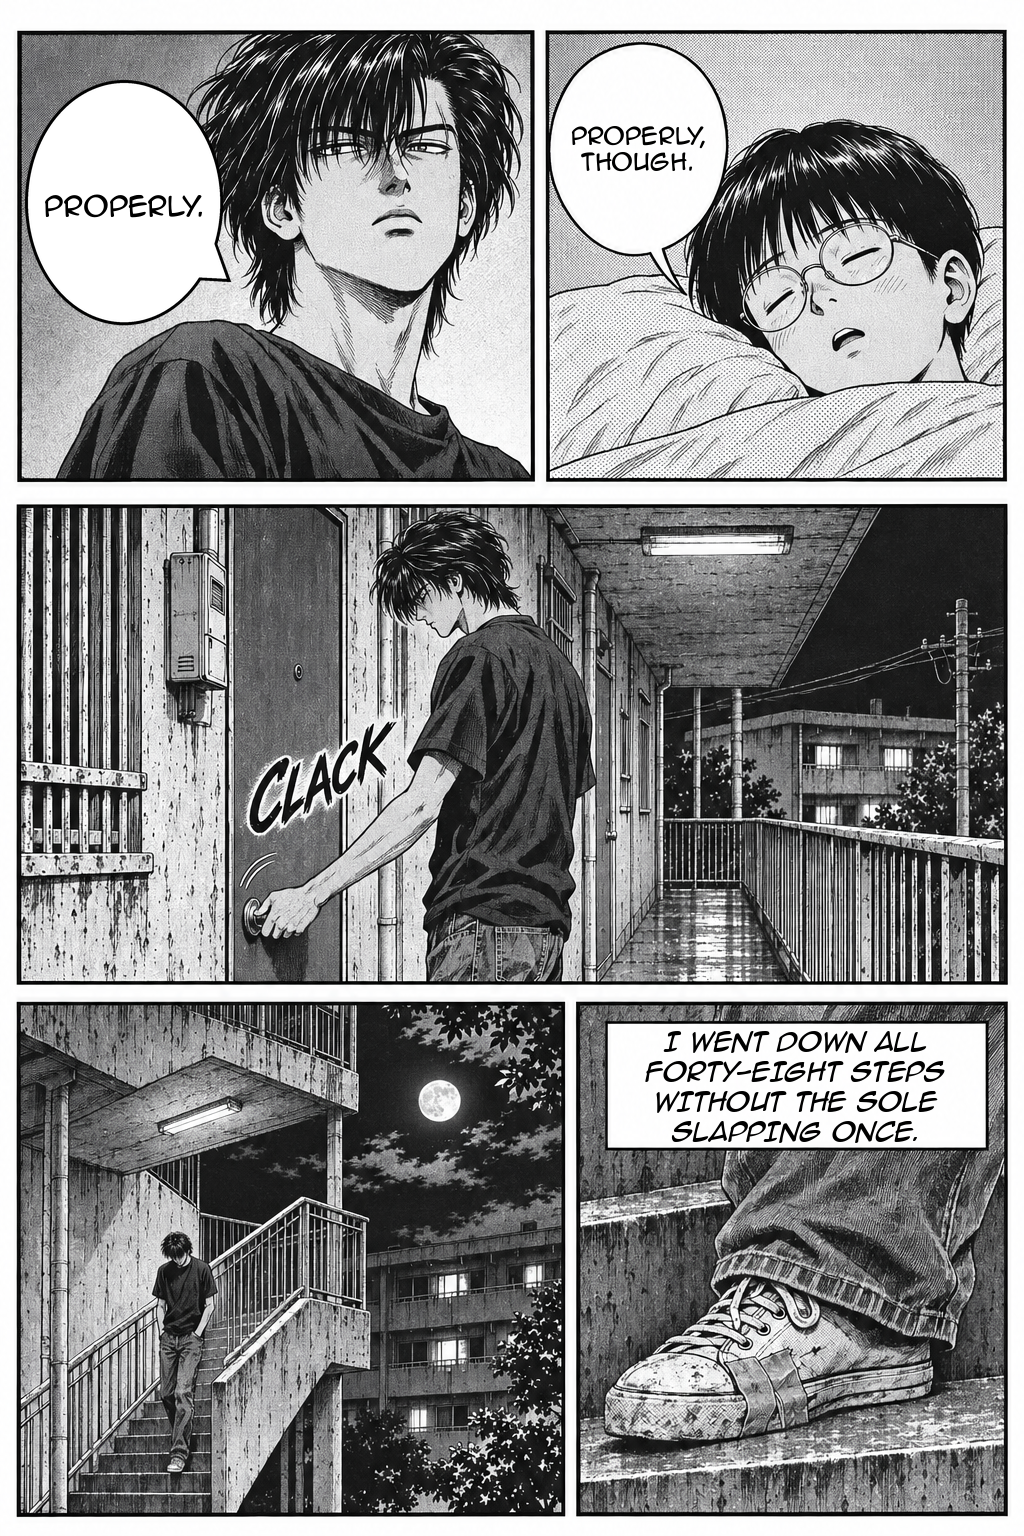 PROPERLY.
PROPERLY,
THOUGH.
CLACK
I WENT DOWN ALL
FORTY-EIGHT STEPS
WITHOUT THE SOLE
SLAPPING ONCE.